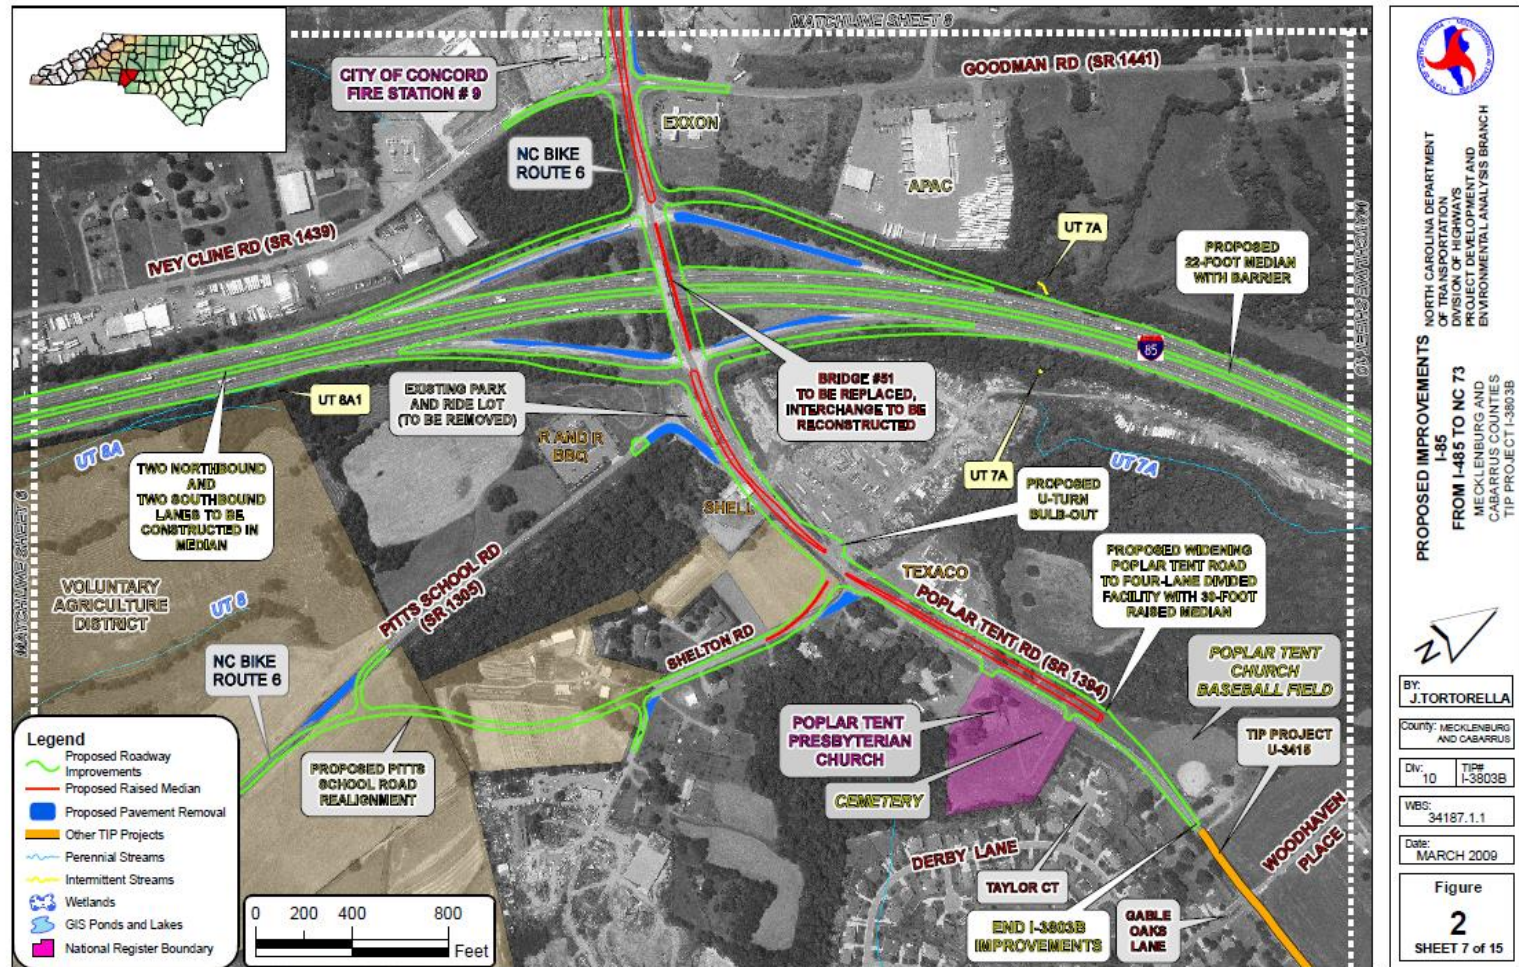 MATCHLINE SHEET 8
CITY OF CONCORD
FIRE STATION # 9
GOODMAN RD (SR 1441)
EXXON
NC BIKE
ROUTE 6
APAC
IVEY CLINE RD (SR 1439)
UT 7A
PROPOSED
22-FOOT MEDIAN
WITH BARRIER
MATCHLINE SHEET 10
85
UT 8A1
EXISTING PARK
AND RIDE LOT
(TO BE REMOVED)
BRIDGE #51
TO BE REPLACED,
INTERCHANGE TO BE
RECONSTRUCTED
R AND R
BBQ
UT 8A
TWO NORTHBOUND
AND
TWO SOUTHBOUND
LANES TO BE
CONSTRUCTED IN
MEDIAN
UT 7A
UT 7A
PROPOSED
U-TURN
BULB-OUT
SHELL
MATCHLINE SHEET 6
VOLUNTARY
AGRICULTURE
DISTRICT
UT 8
PITTS SCHOOL RD
(SR 1305)
TEXACO
PROPOSED WIDENING
POPLAR TENT ROAD
TO FOUR-LANE DIVIDED
FACILITY WITH 30-FOOT
RAISED MEDIAN
SHELTON RD
POPLAR TENT RD (SR 1394)
NC BIKE
ROUTE 6
POPLAR TENT
CHURCH
BASEBALL FIELD
POPLAR TENT
PRESBYTERIAN
CHURCH
TIP PROJECT
U-3415
PROPOSED PITTS
SCHOOL ROAD
REALIGNMENT
CEMETERY
DERBY LANE
WOODHAVEN
PLACE
TAYLOR CT
END I-3803B
IMPROVEMENTS
GABLE
OAKS
LANE
Legend
Proposed Roadway
Improvements
Proposed Raised Median
Proposed Pavement Removal
Other TIP Projects
Perennial Streams
Intermittent Streams
Wetlands
GIS Ponds and Lakes
National Register Boundary
0 200 400 800
Feet
NORTH CAROLINA DEPARTMENT
OF TRANSPORTATION
DIVISION OF HIGHWAYS
PROJECT DEVELOPMENT AND
ENVIRONMENTAL ANALYSIS BRANCH
PROPOSED IMPROVEMENTS
I-85
FROM I-485 TO NC 73
MECKLENBURG AND
CABARRUS COUNTIES
TIP PROJECT I-3803B
N
BY:
J.TORTORELLA
County: MECKLENBURG
AND CABARRUS
Div: 10
TIP# I-3803B
WBS:
34187.1.1
Date:
MARCH 2009
Figure
2
SHEET 7 of 15